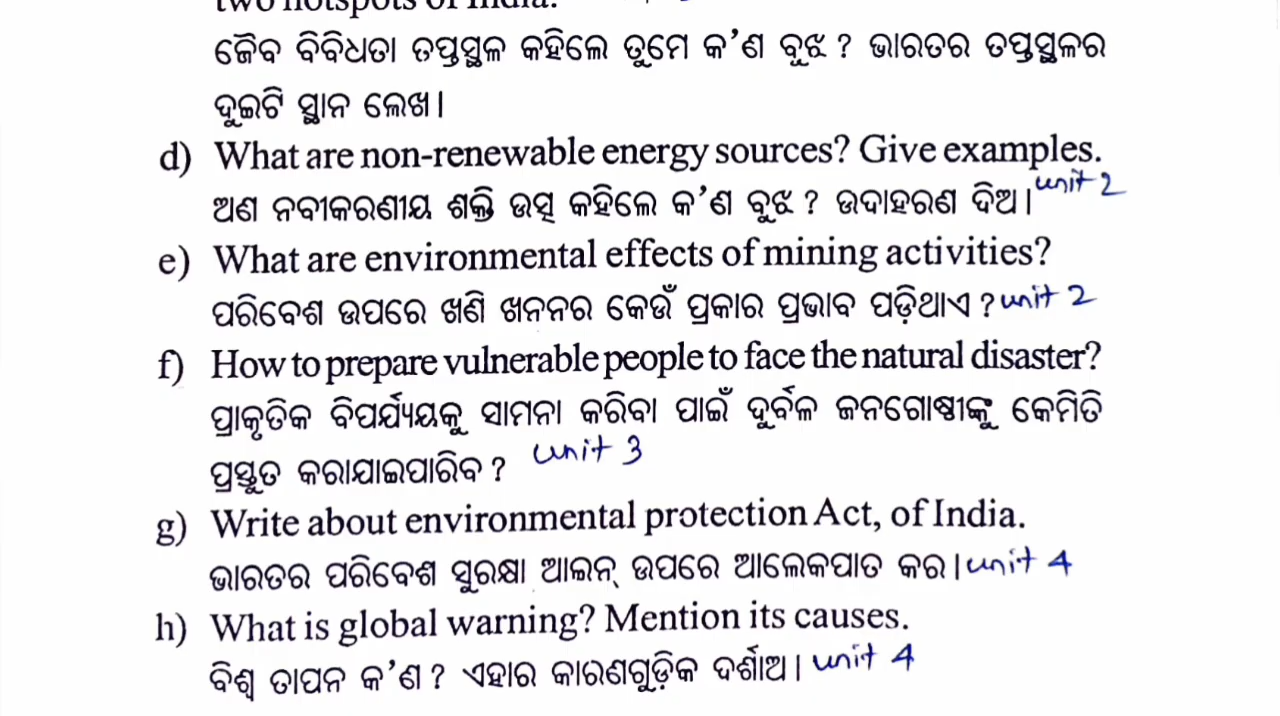 two hotspots of India.
ଜୈବ ବିବିଧତା ତପ୍ତସ୍ଥଳ କହିଲେ ତୁମେ କ'ଣ ବୁଝ ? ଭାରତର ତପ୍ତସ୍ଥଳର
ଦୁଇଟି ସ୍ଥାନ ଲେଖ।
d) What are non-renewable energy sources? Give examples.
ଅଣ ନବୀକରଣୀୟ ଶକ୍ତି ଉତ୍ସ କହିଲେ କ'ଣ ବୁଝ ? ଉଦାହରଣ ଦିଅ। unit 2
e) What are environmental effects of mining activities?
ପରିବେଶ ଉପରେ ଖଣି ଖନନର କେଉଁ ପ୍ରକାର ପ୍ରଭାବ ପଡ଼ିଥାଏ ? unit 2
f) How to prepare vulnerable people to face the natural disaster?
ପ୍ରାକୃତିକ ବିପର୍ଯ୍ୟୟକୁ ସାମନା କରିବା ପାଇଁ ଦୁର୍ବଳ ଜନଗୋଷ୍ଠୀଙ୍କୁ କେମିତି
ପ୍ରସ୍ତୁତ କରାଯାଇପାରିବ ? unit 3
g) Write about environmental protection Act, of India.
ଭାରତର ପରିବେଶ ସୁରକ୍ଷା ଆଇନ୍ ଉପରେ ଆଲେକପାତ କର। unit 4
h) What is global warning? Mention its causes.
ବିଶ୍ୱ ତାପନ କ'ଣ ? ଏହାର କାରଣଗୁଡ଼ିକ ଦର୍ଶାଅ। unit 4